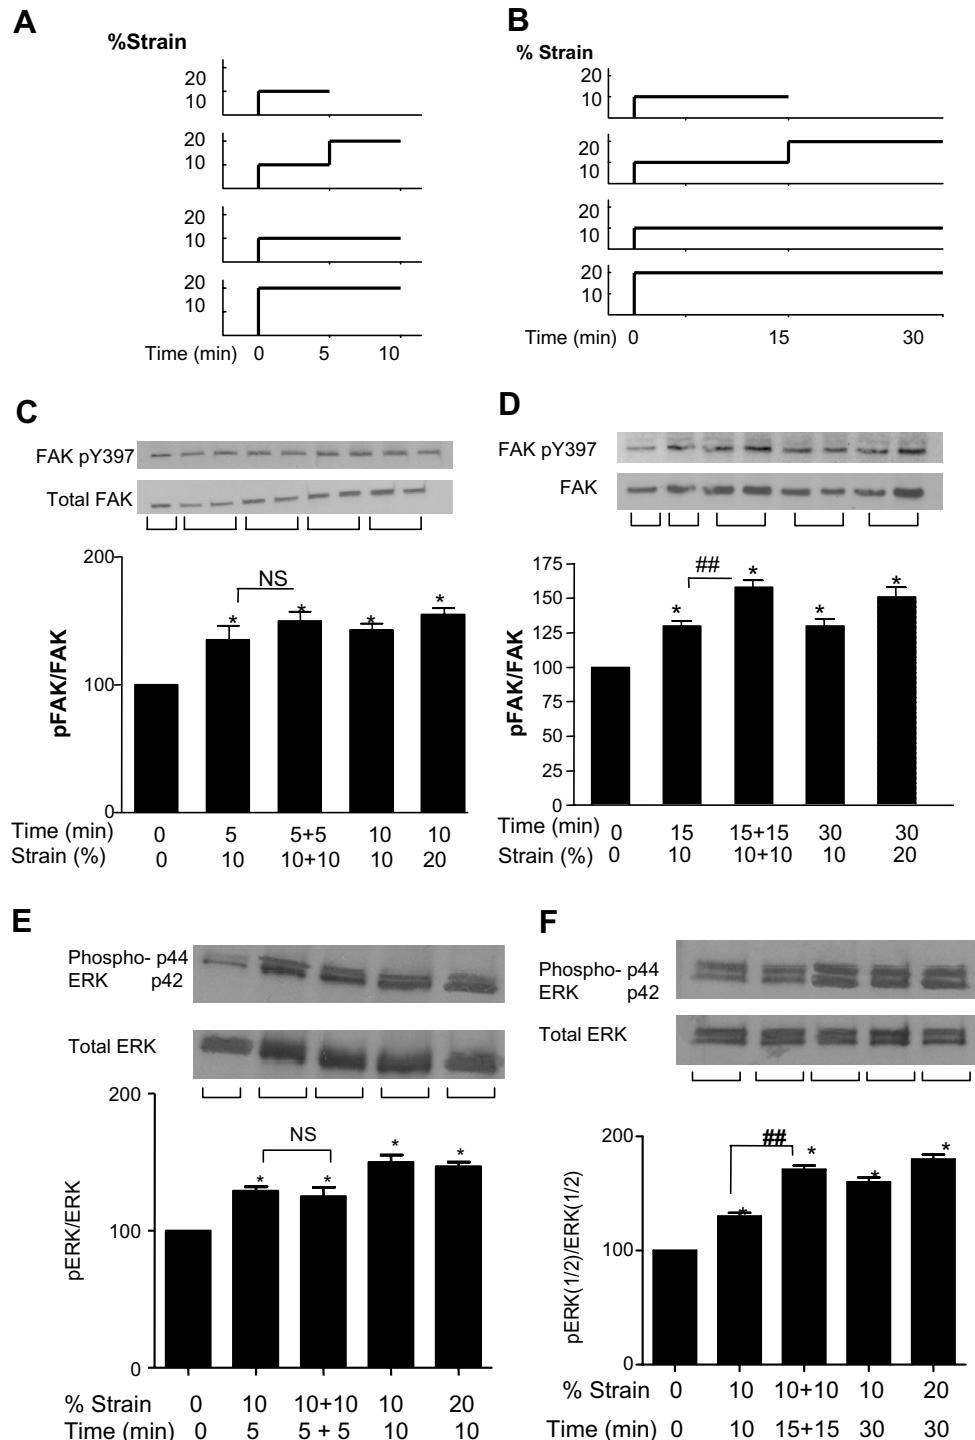 A
%Strain
20
10
20
10
20
10
20
10
Time (min) 0 5 10
B
% Strain
20
10
20
10
20
10
20
10
Time (min) 0 15 30
C
FAK pY397
Total FAK
200
NS
* * * *
100
0
pFAK/FAK
Time (min) 0 5 5+5 10 10
Strain (%) 0 10 10+10 10 20
D
FAK pY397
FAK
175
##
* * * *
150
125
100
75
50
25
0
pFAK/FAK
Time (min) 0 15 15+15 30 30
Strain (%) 0 10 10+10 10 20
E
Phospho- p44
ERK p42
Total ERK
200
NS
* * * *
100
0
pERK/ERK
% Strain 0 10 10+10 10 20
Time (min) 0 5 5 + 5 10 10
F
Phospho- p44
ERK p42
Total ERK
200
##
* * * *
100
0
pERK(1/2)/ERK(1/2)
% Strain 0 10 10+10 10 20
Time (min) 0 10 15+15 30 30